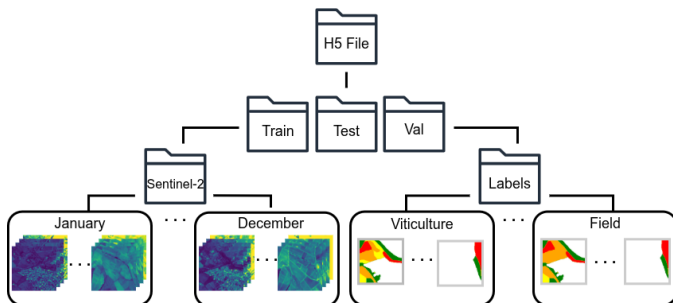 H5 File
Train
Test
Val
Sentinel-2
Labels
January
...
December
Viticulture
...
Field
...
...
...
...